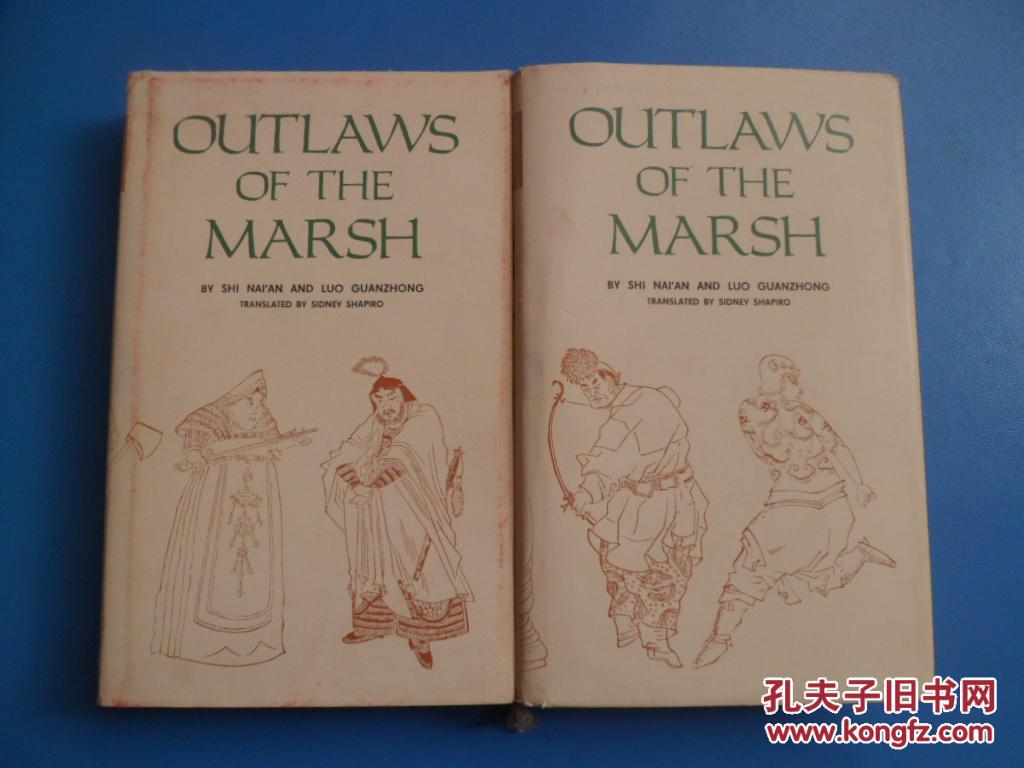 OUTLAWS
OF THE
MARSH
BY SHI NAI'AN AND LUO GUANZHONG
TRANSLATED BY SIDNEY SHAPIRO
OUTLAWS
OF THE
MARSH
BY SHI NAI'AN AND LUO GUANZHONG
TRANSLATED BY SIDNEY SHAPIRO
孔夫子旧书网
www.kongfz.com